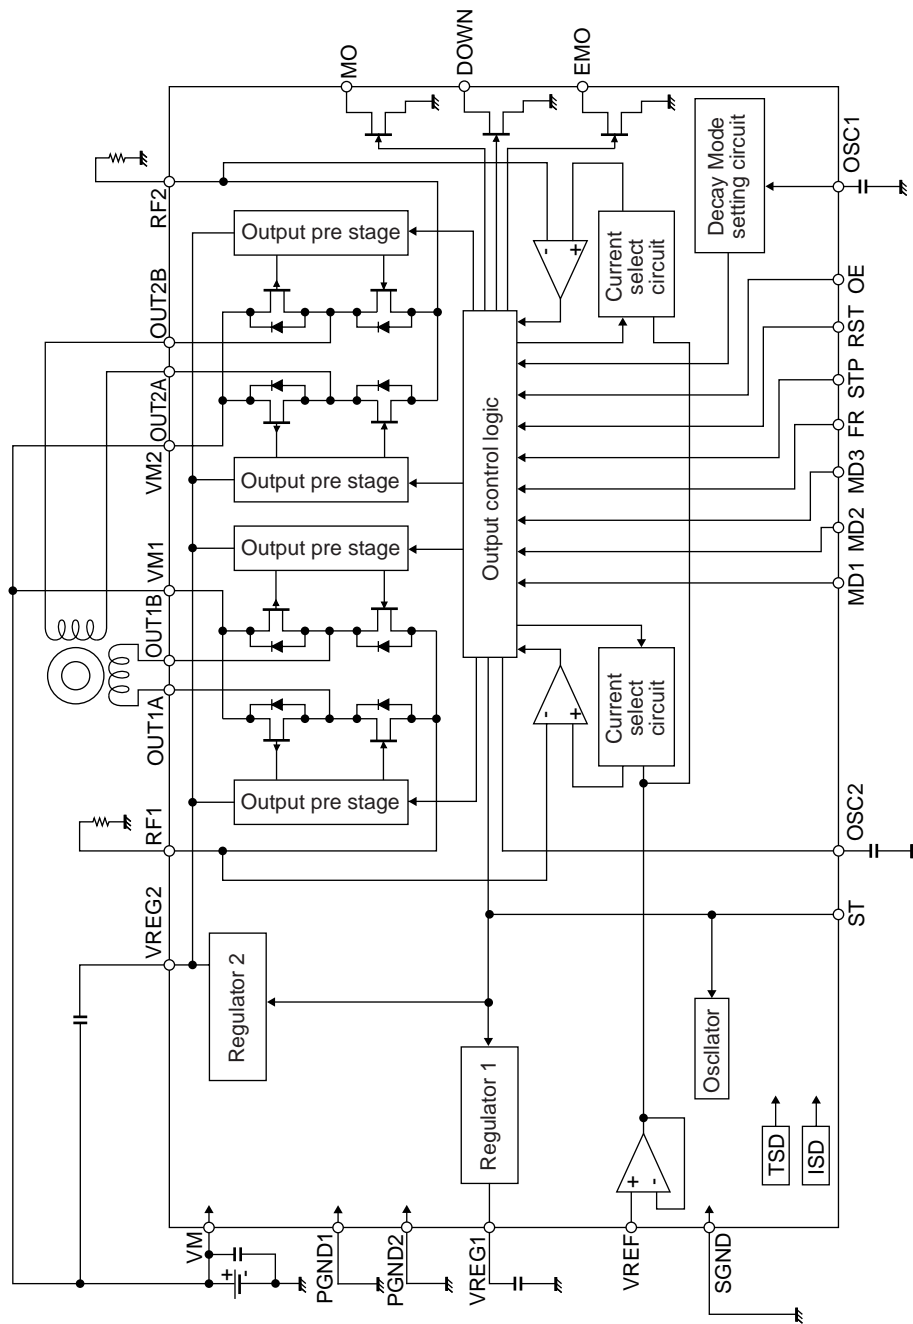 MO
DOWN
EMO
RF2
OUT2B
OUT2A
VM2
VM1
OUT1B
OUT1A
RF1
VREG2
Output pre stage
Output pre stage
Output pre stage
Output pre stage
Output control logic
-
+
Current
select
circuit
-
+
Current
select
circuit
Decay Mode
setting circuit
OSC1
OE
RST
STP
FR
MD3
MD2
MD1
OSC2
ST
Regulator 2
Regulator 1
Oscllator
TSD
ISD
+
-
+
-
VM
PGND1
PGND2
VREG1
VREF
SGND